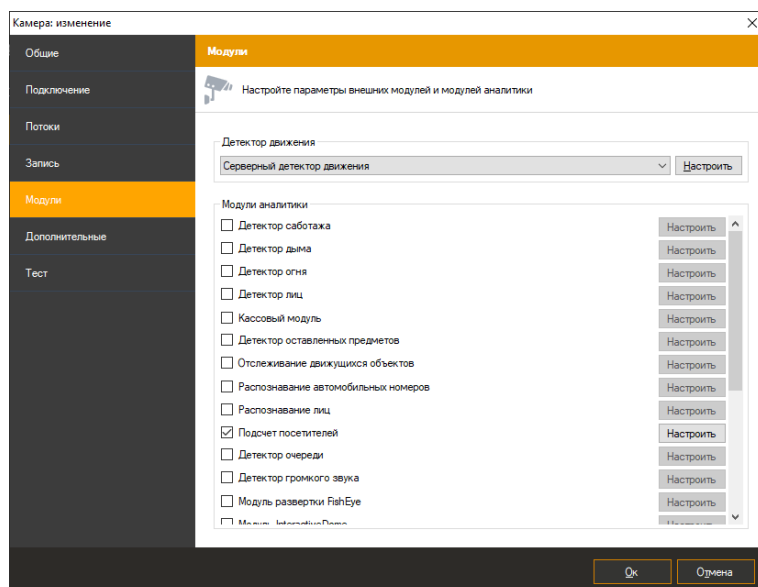 Камера: изменение
Общие
Подключение
Потоки
Запись
Модули
Дополнительные
Тест
Модули
Настройте параметры внешних модулей и модулей аналитики
Детектор движения
Серверный детектор движения Настроить
Модули аналитики
Детектор саботажа Настроить
Детектор дыма Настроить
Детектор огня Настроить
Детектор лиц Настроить
Кассовый модуль Настроить
Детектор оставленных предметов Настроить
Отслеживание движущихся объектов Настроить
Распознавание автомобильных номеров Настроить
Распознавание лиц Настроить
Подсчет посетителей Настроить
Детектор очереди Настроить
Детектор громкого звука Настроить
Модуль развертки FishEye Настроить
Модуль InteractiveDome
Ок Отмена